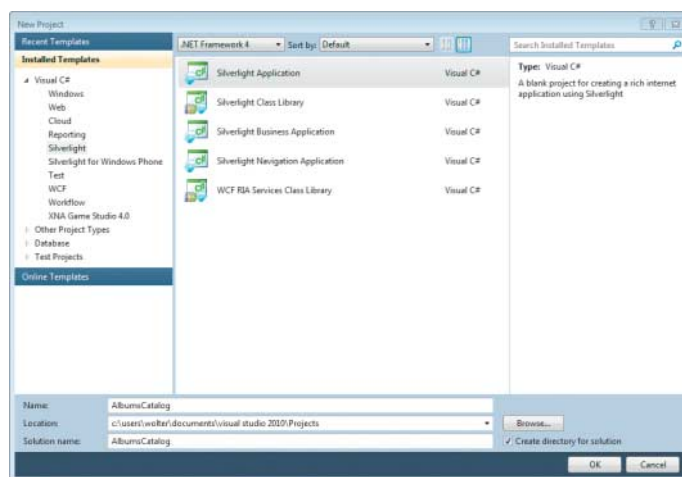 New Project
Recent Templates
.NET Framework 4 Sort by: Default
Search Installed Templates
Installed Templates
Visual C#
Windows
Web
Cloud
Reporting
Silverlight
Silverlight for Windows Phone
Test
WCF
Workflow
XNA Game Studio 4.0
Other Project Types
Database
Test Projects
Online Templates
Silverlight Application Visual C#
Silverlight Class Library Visual C#
Silverlight Business Application Visual C#
Silverlight Navigation Application Visual C#
WCF RIA Services Class Library Visual C#
Type: Visual C#
A blank project for creating a rich internet
application using Silverlight
Name: AlbumsCatalog
Location: c:\users\wolter\documents\visual studio 2010\Projects
Browse...
Solution name: AlbumsCatalog
Create directory for solution
OK Cancel